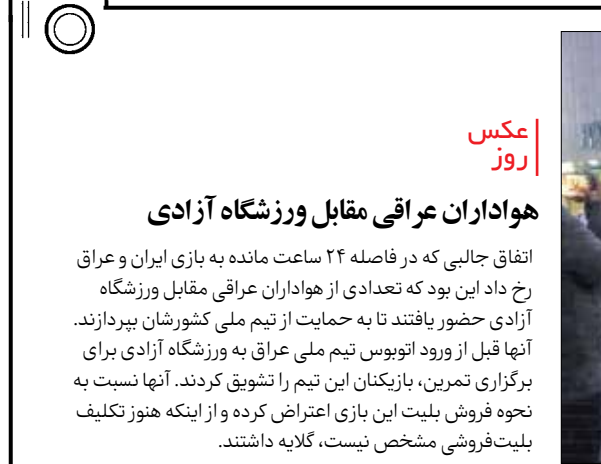 عکس
روز
هواداران عراقی مقابل ورزشگاه آزادی
اتفاق جالبی که در فاصله ۲۴ ساعت مانده به بازی ایران و عراق
رخ داد این بود که تعدادی از هواداران عراقی مقابل ورزشگاه
آزادی حضور یافتند تا به حمایت از تیم ملی کشورشان بپردازند.
آنها قبل از ورود اتوبوس تیم ملی عراق به ورزشگاه آزادی برای
برگزاری تمرین، بازیکنان این تیم را تشویق کردند. آنها نسبت به
نحوه فروش بلیت این بازی اعتراض کرده و از اینکه هنوز تکلیف
بلیت‌فروشی مشخص نیست، گلایه داشتند.